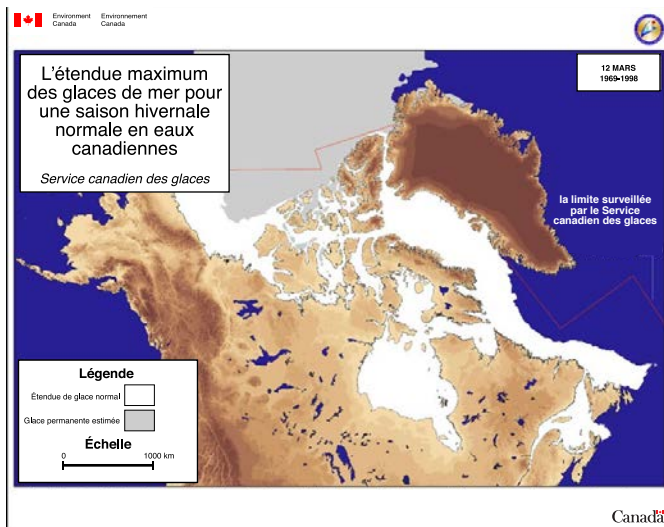 Environment Environnement
Canada Canada
L'étendue maximum
des glaces de mer pour
une saison hivernale
normale en eaux
canadiennes
Service canadien des glaces
12 MARS
1969-1998
la limite surveillée
par le Service
canadien des glaces
Légende
Étendue de glace normal
Glace permanente estimée
Échelle
0 1000 km
Canada